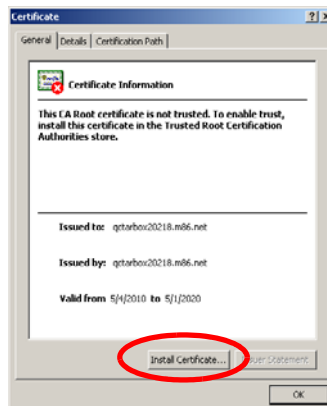 Certificate
General Details Certification Path
Certificate Information
This CA Root certificate is not trusted. To enable trust,
install this certificate in the Trusted Root Certification
Authorities store.
Issued to: qctarbox20218.m86.net
Issued by: qctarbox20218.m86.net
Valid from 5/4/2010 to 5/1/2020
Install Certificate... Issuer Statement
OK